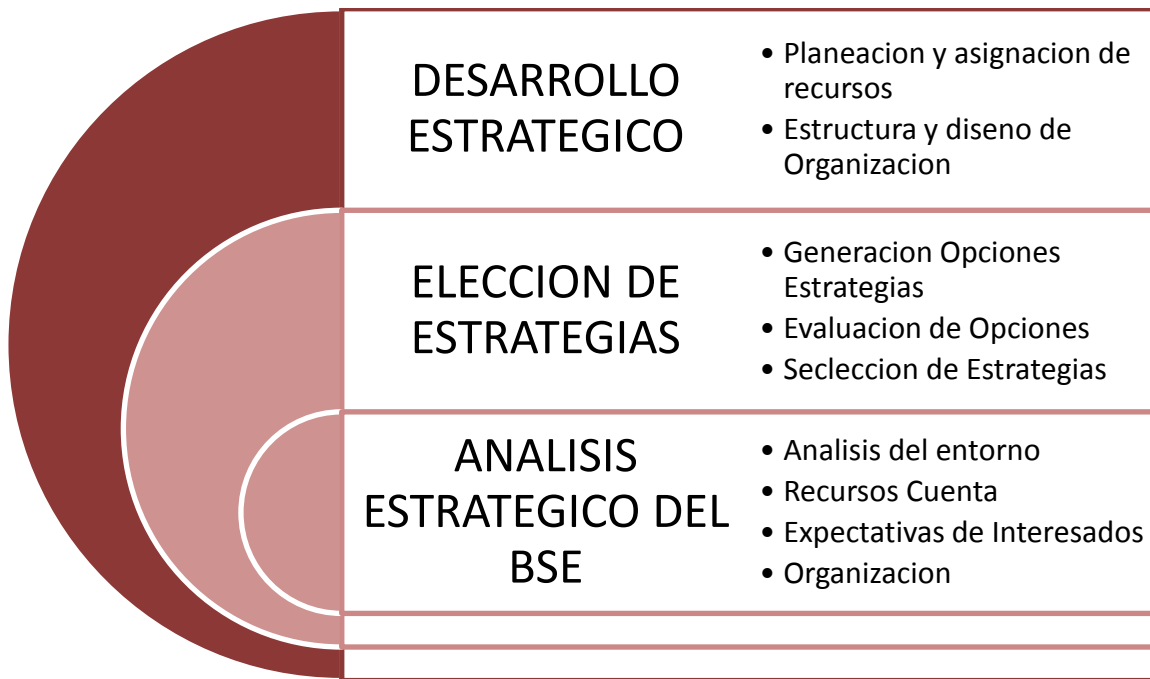 DESARROLLO
ESTRATEGICO
• Planeacion y asignacion de
recursos
• Estructura y diseno de
Organizacion
ELECCION DE
ESTRATEGIAS
• Generacion Opciones
Estrategias
• Evaluacion de Opciones
• Secleccion de Estrategias
ANALISIS
ESTRATEGICO DEL
BSE
• Analisis del entorno
• Recursos Cuenta
• Expectativas de Interesados
• Organizacion